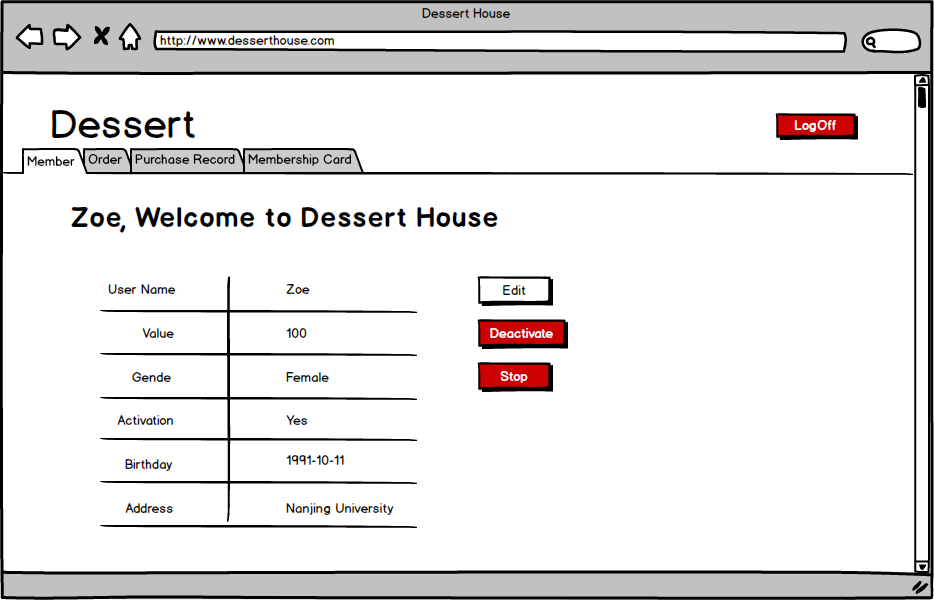 Dessert House
http://www.desserthouse.com
Dessert
LogOff
Member Order Purchase Record Membership Card
Zoe, Welcome to Dessert House
User Name Zoe Edit
Value 100 Deactivate
Gende Female Stop
Activation Yes
Birthday 1991-10-11
Address Nanjing University